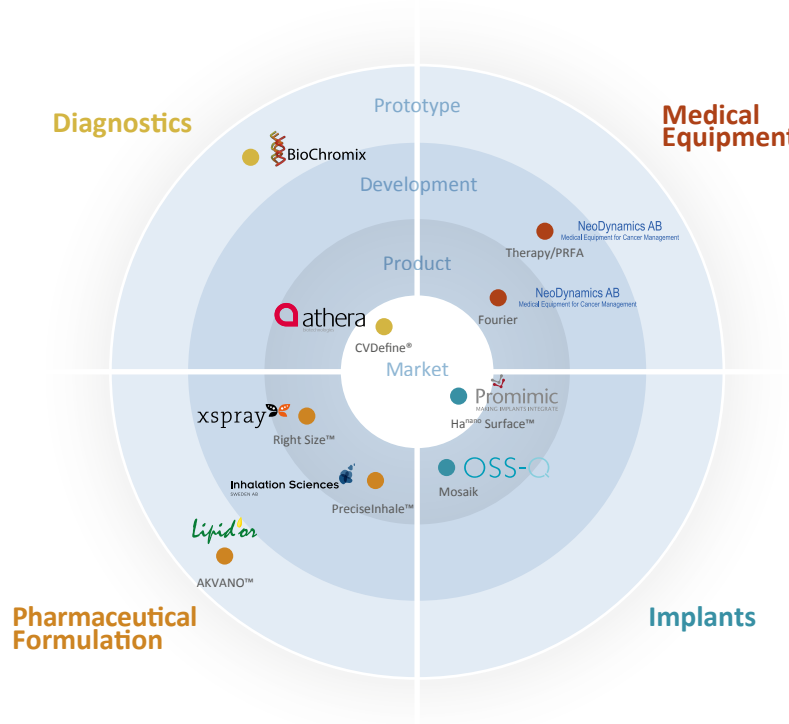 Prototype
Diagnostics
Medical
Equipment
BioChromix
Development
NeoDynamics AB
Medical Equipment for Cancer Management
Therapy/PRFA
Product
NeoDynamics AB
Medical Equipment for Cancer Management
Fourier
athera
CVDefine®
Market
Promimic
MAKING IMPLANTS INTEGRATE
Haⁿᵃⁿᵒ Surface™
xspray
Right Size™
OSS-Q
Mosaik
Inhalation Sciences
SWEDEN AB
PreciseInhale™
Lipid'or
AKVANO™
Pharmaceutical
Formulation
Implants